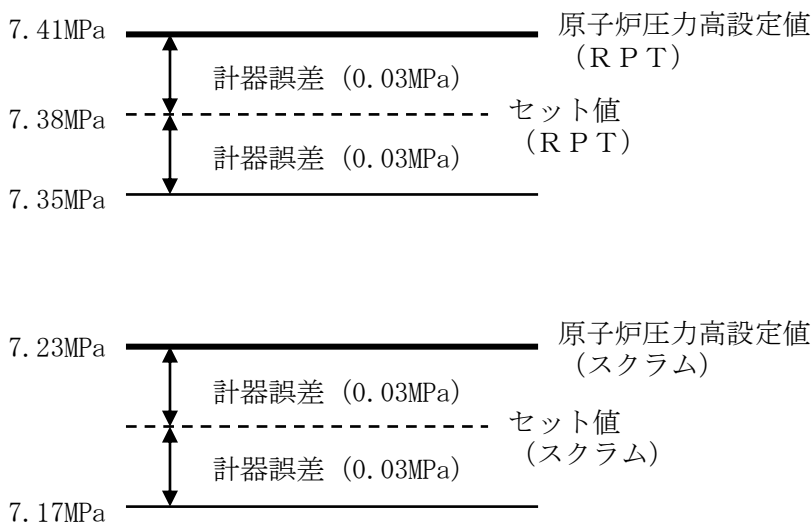 7.41MPa
原子炉圧力高設定値
（ＲＰＴ）
計器誤差 (0.03MPa)
7.38MPa
セット値
（ＲＰＴ）
計器誤差 (0.03MPa)
7.35MPa
7.23MPa
原子炉圧力高設定値
（スクラム）
計器誤差 (0.03MPa)
セット値
（スクラム）
計器誤差 (0.03MPa)
7.17MPa